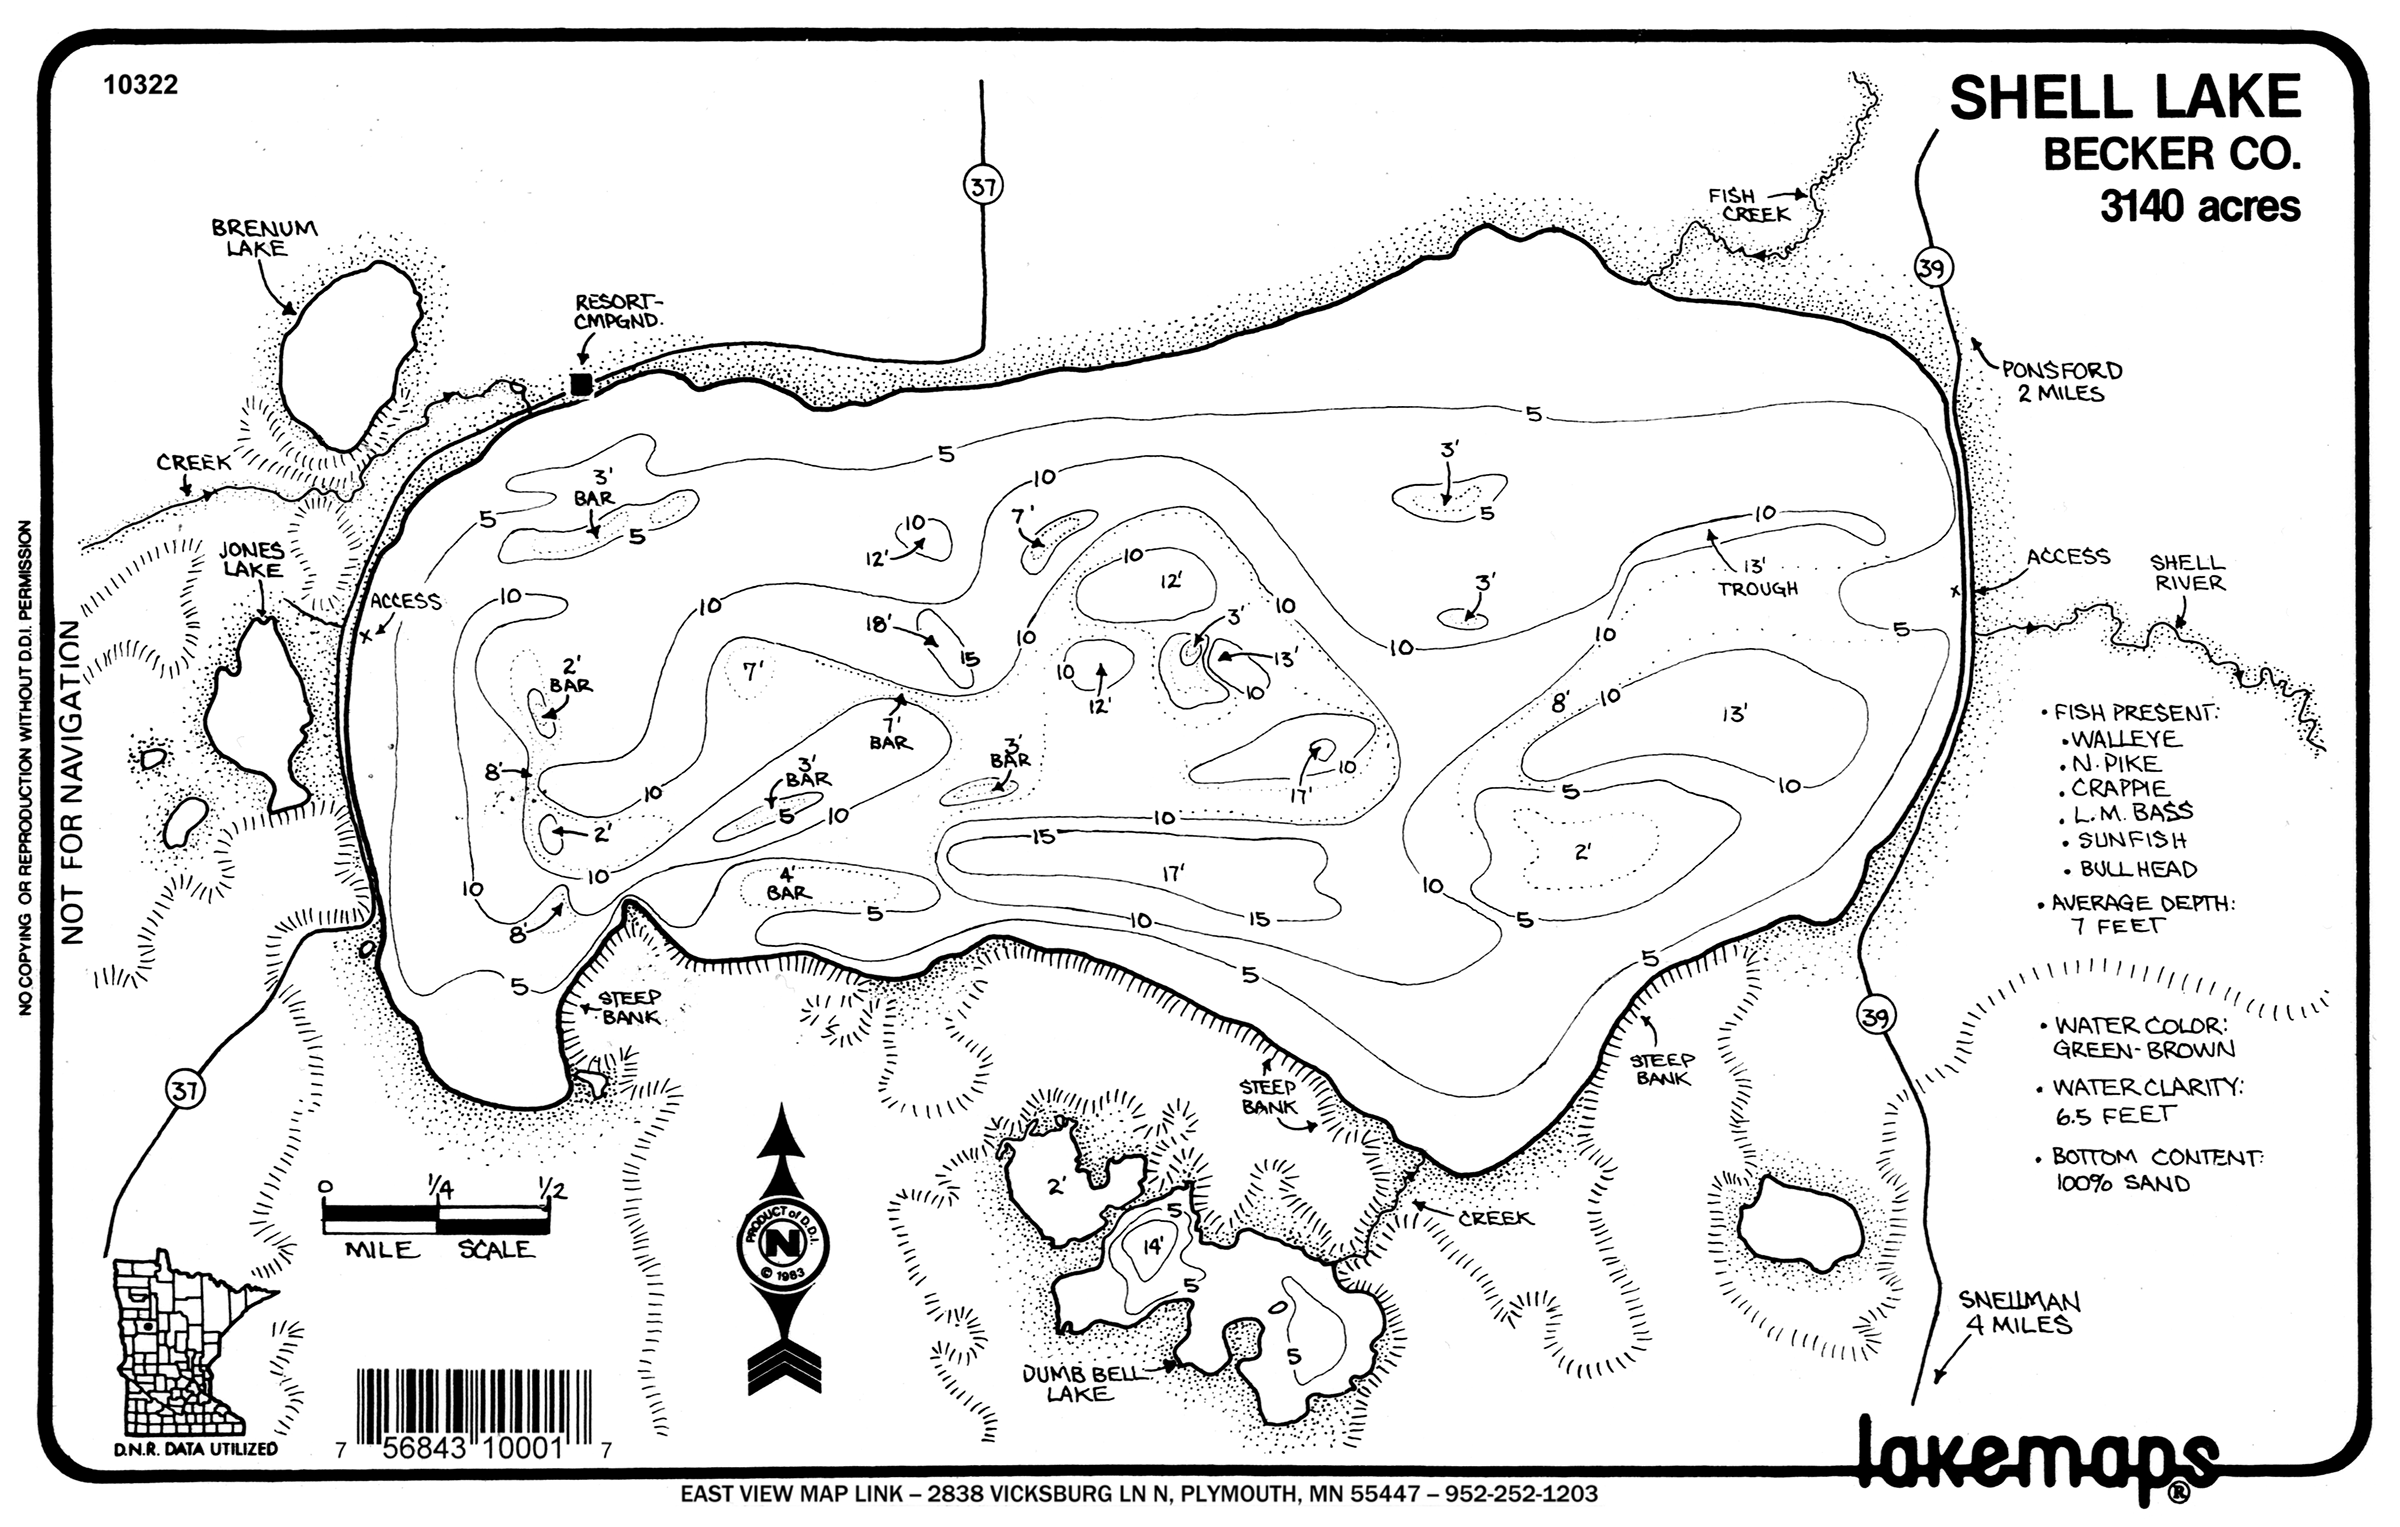 10322
SHELL LAKE
BECKER CO.
3140 acres
FISH
CREEK
37
39
BRENUM
LAKE
RESORT-
CMPGND.
PONSFORD
2 MILES
CREEK
JONES
LAKE
ACCESS
x
ACCESS
x
SHELL
RIVER
5
5
5
3'
BAR
5
10
3'
5
10
12'
7'
10
12'
10
13'
TROUGH
10
10
18'
15
10
10
3'
10
3'
10
5
2'
BAR
7'
10
12'
13'
10
8'
10
13'
7'
BAR
8'
10
3'
BAR
5
10
3'
BAR
17'
10
10
5
10
2'
15
10
2'
10
8'
4'
BAR
5
17'
10
15
10
5
5
5
5
STEEP
BANK
STEEP
BANK
STEEP
BANK
• FISH PRESENT:
• WALLEYE
• N. PIKE
• CRAPPIE
• L.M. BASS
• SUNFISH
• BULLHEAD
• AVERAGE DEPTH:
7 FEET
• WATER COLOR:
GREEN-BROWN
• WATER CLARITY:
6.5 FEET
• BOTTOM CONTENT:
100% SAND
39
37
2'
5
14'
5
5
DUMB BELL
LAKE
CREEK
SNELLMAN
4 MILES
0 1/4 1/2
MILE SCALE
PRODUCT of D.D.I.
N
© 1983
D.N.R. DATA UTILIZED
7 56843 10001 7
lakemaps®
NO COPYING OR REPRODUCTION WITHOUT D.D.I. PERMISSION
NOT FOR NAVIGATION
EAST VIEW MAP LINK – 2838 VICKSBURG LN N, PLYMOUTH, MN 55447 – 952-252-1203